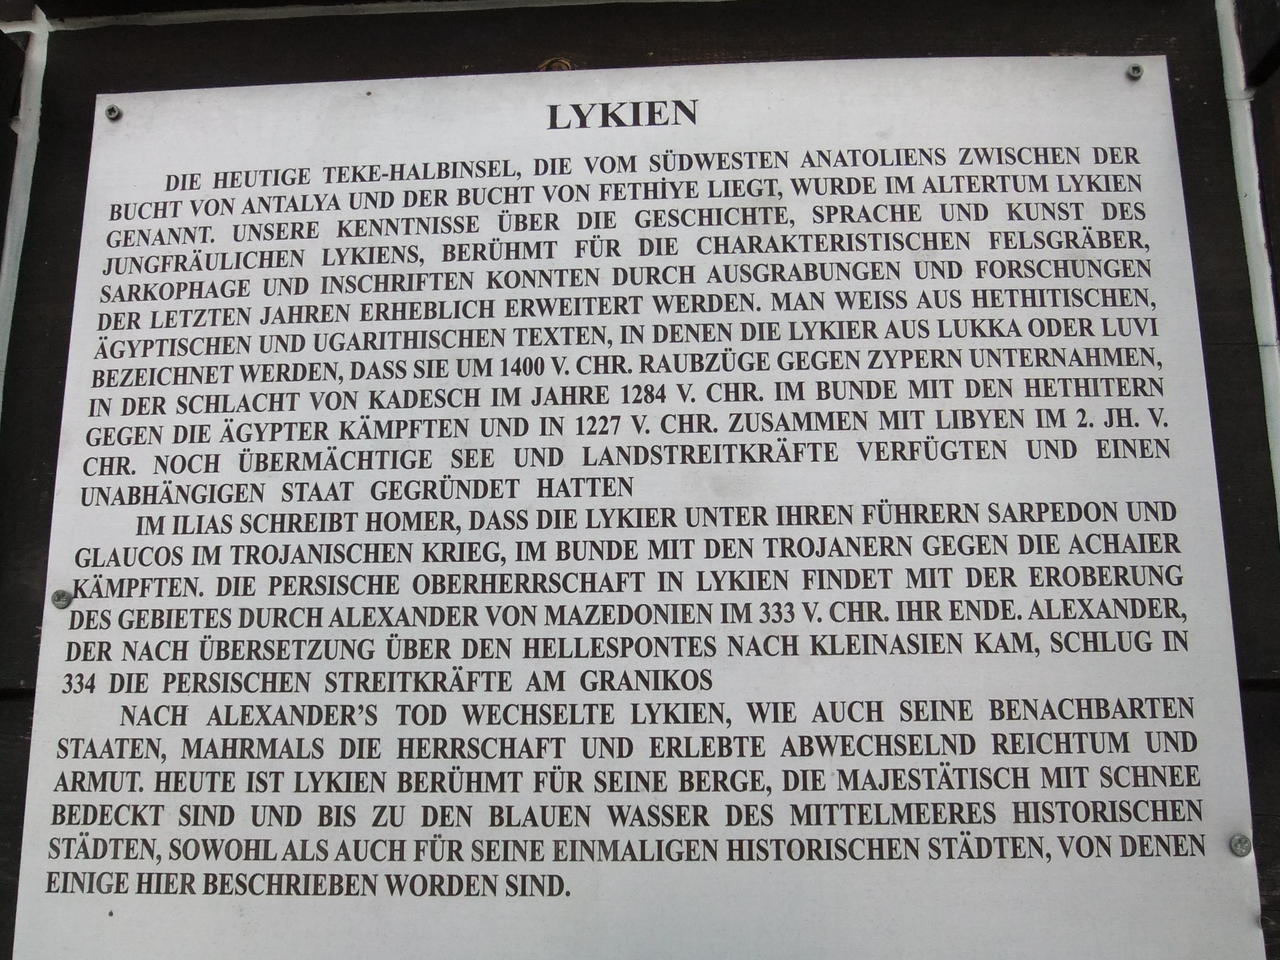 LYKIEN
DIE HEUTIGE TEKE-HALBINSEL, DIE VOM SÜDWESTEN ANATOLIENS ZWISCHEN DER
BUCHT VON ANTALYA UND DER BUCHT VON FETHİYE LIEGT, WURDE IM ALTERTUM LYKIEN
GENANNT. UNSERE KENNTNISSE ÜBER DIE GESCHICHTE, SPRACHE UND KUNST DES
JUNGFRÄULICHEN LYKIENS, BERÜHMT FÜR DIE CHARAKTERISTISCHEN FELSGRÄBER,
SARKOPHAGE UND INSCHRIFTEN KONNTEN DURCH AUSGRABUNGEN UND FORSCHUNGEN
DER LETZTEN JAHREN ERHEBLICH ERWEITERT WERDEN. MAN WEISS AUS HETHITISCHEN,
ÄGYPTISCHEN UND UGARITHISCHEN TEXTEN, IN DENEN DIE LYKIER AUS LUKKA ODER LUVI
BEZEICHNET WERDEN, DASS SIE UM 1400 V. CHR. RAUBZÜGE GEGEN ZYPERN UNTERNAHMEN,
IN DER SCHLACHT VON KADESCH IM JAHRE 1284 V. CHR. IM BUNDE MIT DEN HETHITERN
GEGEN DIE ÄGYPTER KÄMPFTEN UND IN 1227 V. CHR. ZUSAMMEN MIT LIBYEN IM 2. JH. V.
CHR. NOCH ÜBERMÄCHTIGE SEE UND LANDSTREITKRÄFTE VERFÜGTEN UND EINEN
UNABHÄNGIGEN STAAT GEGRÜNDET HATTEN
IM ILIAS SCHREIBT HOMER, DASS DIE LYKIER UNTER IHREN FÜHRERN SARPEDON UND
GLAUCOS IM TROJANISCHEN KRIEG, IM BUNDE MIT DEN TROJANERN GEGEN DIE ACHAIER
KÄMPFTEN. DIE PERSISCHE OBERHERRSCHAFT IN LYKIEN FINDET MIT DER EROBERUNG
DES GEBIETES DURCH ALEXANDER VON MAZEDONIEN IM 333 V. CHR. IHR ENDE. ALEXANDER,
DER NACH ÜBERSETZUNG ÜBER DEN HELLESPONTES NACH KLEINASIEN KAM, SCHLUG IN
334 DIE PERSISCHEN STREITKRÄFTE AM GRANIKOS
NACH ALEXANDER'S TOD WECHSELTE LYKIEN, WIE AUCH SEINE BENACHBARTEN
STAATEN, MAHRMALS DIE HERRSCHAFT UND ERLEBTE ABWECHSELND REICHTUM UND
ARMUT. HEUTE IST LYKIEN BERÜHMT FÜR SEINE BERGE, DIE MAJESTÄTISCH MIT SCHNEE
BEDECKT SIND UND BIS ZU DEN BLAUEN WASSER DES MITTELMEERES HISTORISCHEN
STÄDTEN, SOWOHL ALS AUCH FÜR SEINE EINMALIGEN HISTORISCHEN STÄDTEN, VON DENEN
EINIGE HIER BESCHRIEBEN WORDEN SIND.